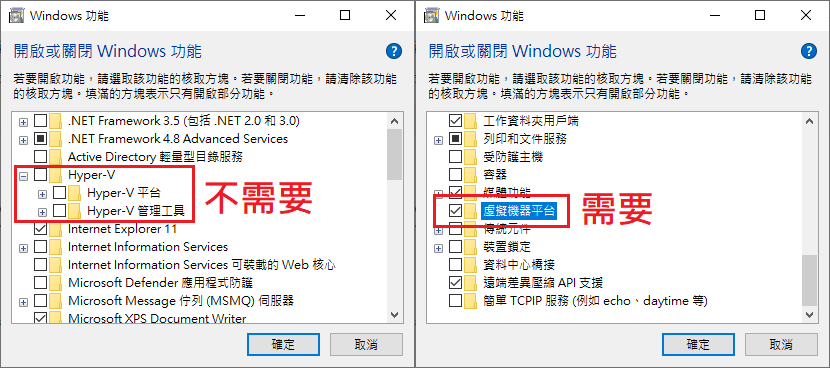 Windows 功能
開啟或關閉 Windows 功能
若要開啟功能，請選取該功能的核取方塊。若要關閉功能，請清除該功能
的核取方塊。填滿的方塊表示只有開啟部分功能。
.NET Framework 3.5 (包括 .NET 2.0 和 3.0)
.NET Framework 4.8 Advanced Services
Active Directory 輕量型目錄服務
Hyper-V
Hyper-V 平台
Hyper-V 管理工具
不需要
Internet Explorer 11
Internet Information Services
Internet Information Services 可裝載的 Web 核心
Microsoft Defender 應用程式防護
Microsoft Message 佇列 (MSMQ) 伺服器
Microsoft XPS Document Writer
確定
取消
Windows 功能
開啟或關閉 Windows 功能
若要開啟功能，請選取該功能的核取方塊。若要關閉功能，請清除該功能
的核取方塊。填滿的方塊表示只有開啟部分功能。
工作資料夾用戶端
列印和文件服務
受防護主機
容器
媒體功能
虛擬機器平台
需要
傳統元件
裝置鎖定
資料中心橋接
遠端差異壓縮 API 支援
簡單 TCPIP 服務 (例如 echo、daytime 等)
確定
取消